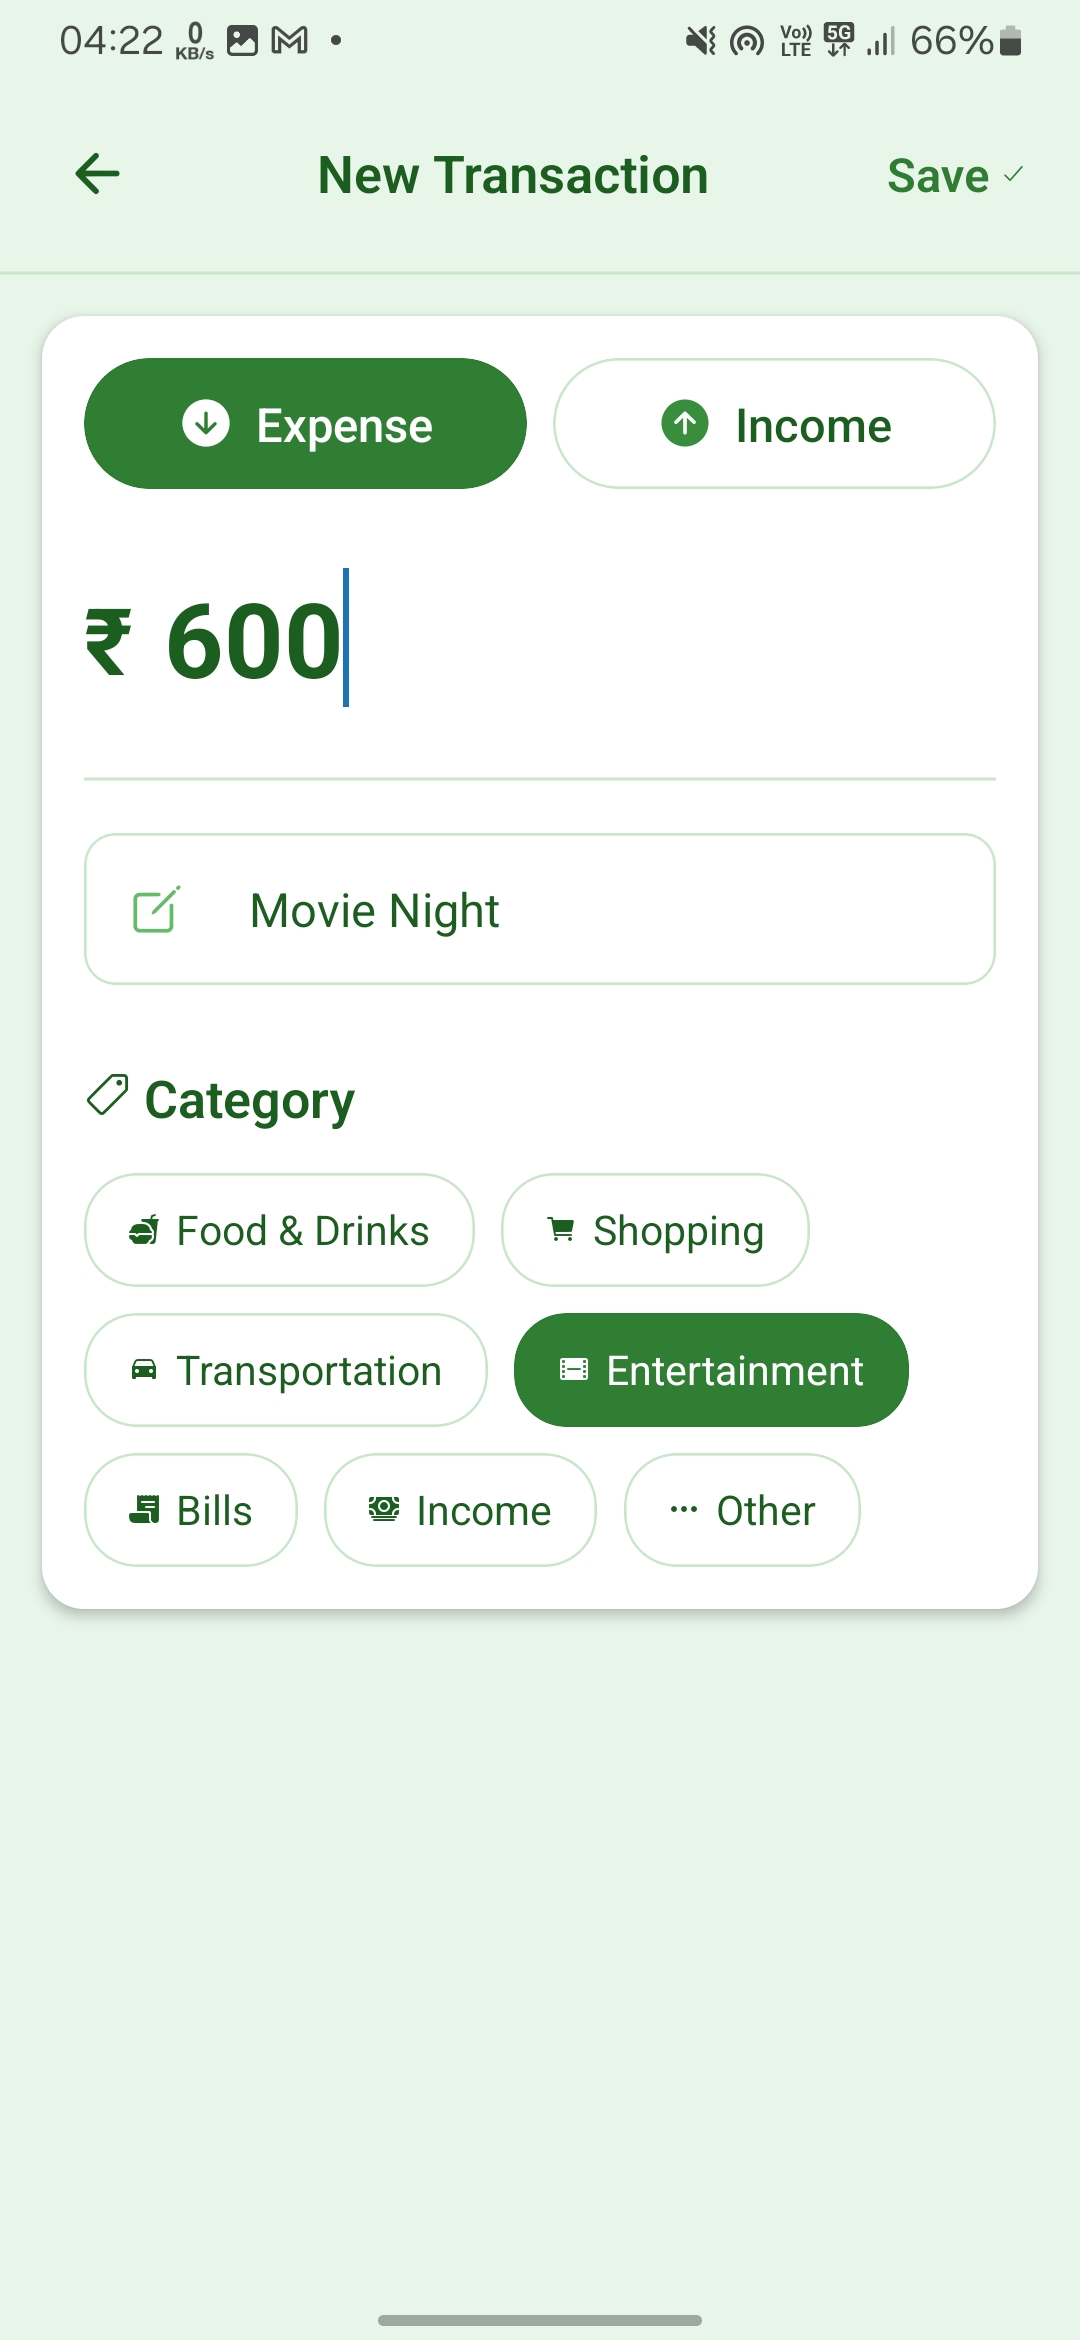 04:22 0 KB/s Vo)) LTE 5G 66%
New Transaction Save
Expense Income
₹ 600
Movie Night
Category
Food & Drinks Shopping
Transportation Entertainment
Bills Income Other